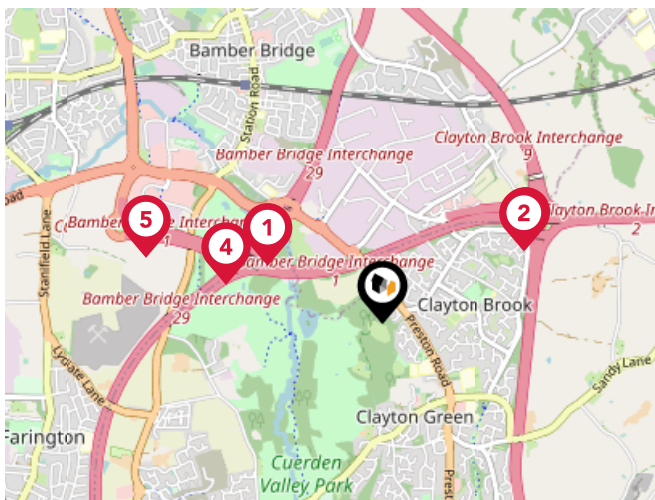 Bamber Bridge
Station Road
Clayton Brook Interchange
9
Bamber Bridge Interchange
29
Stanifield Lane
5
Bamber Bridge Interchange
1
1
2
Clayton Brook
2
4
Bamber Bridge Interchange
1
Bamber Bridge Interchange
29
Clayton Brook
Preston Road
Sandy Lane
Lydiate Lane
Clayton Green
Farington
Cuerden
Valley Park